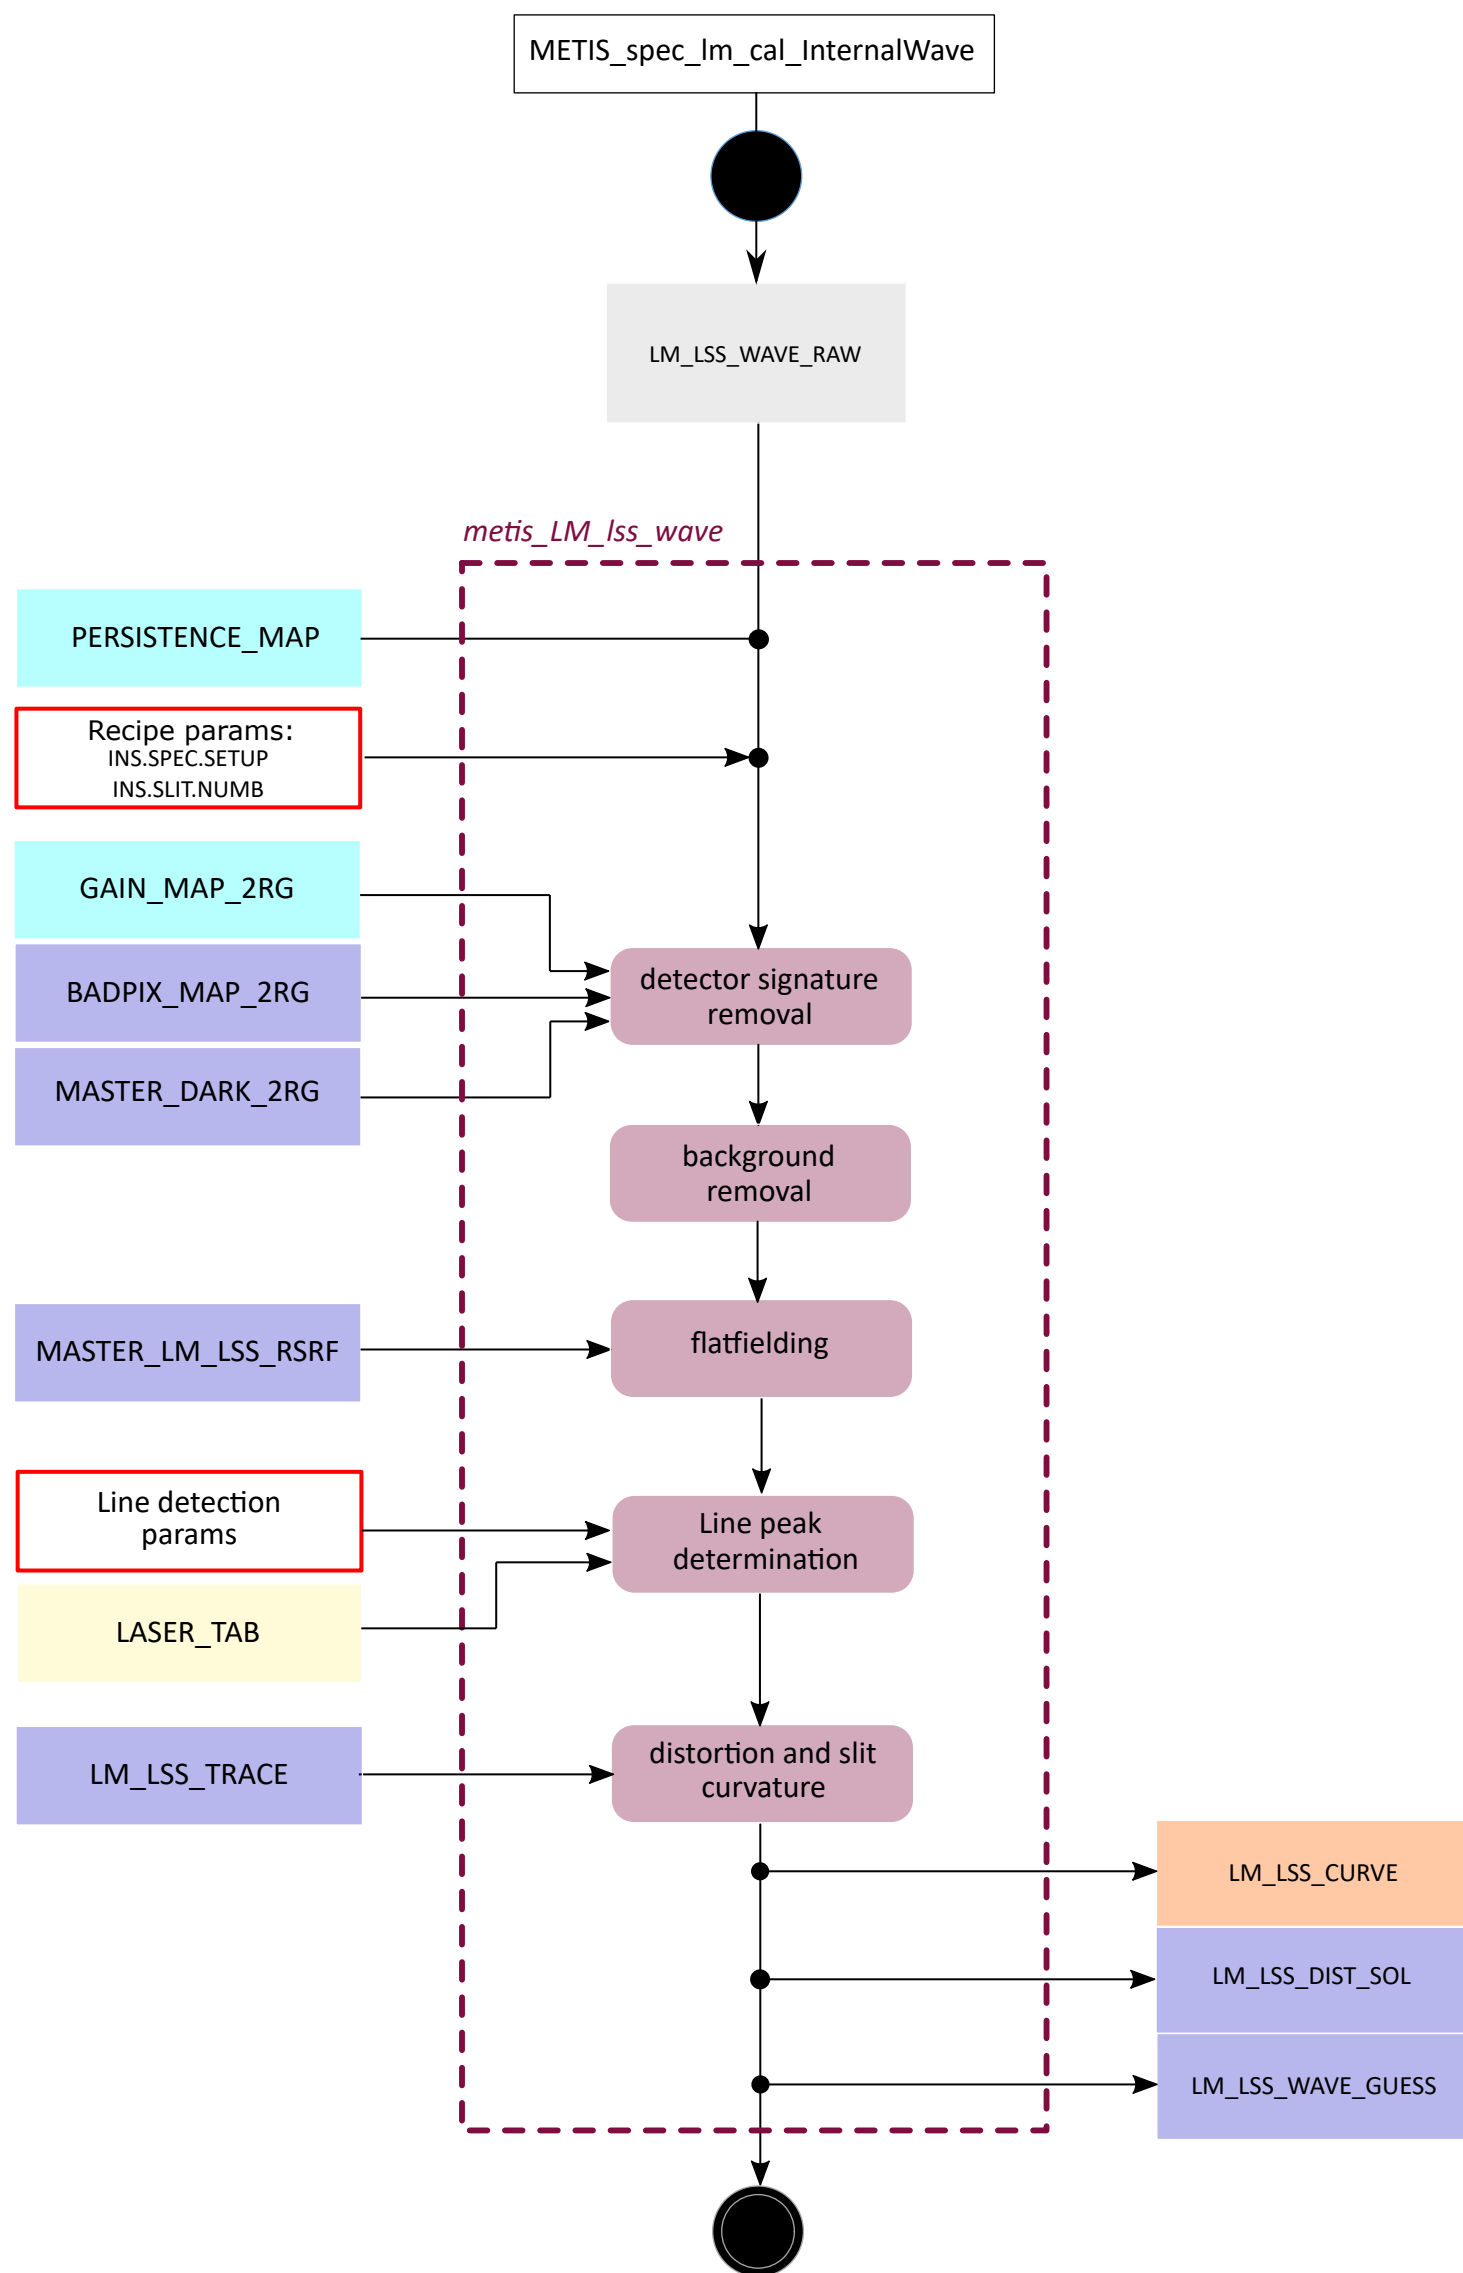 METIS_spec_lm_cal_InternalWave
LM_LSS_WAVE_RAW
metis_LM_lss_wave
PERSISTENCE_MAP
Recipe params:
INS.SPEC.SETUP
INS.SLIT.NUMB
GAIN_MAP_2RG
BADPIX_MAP_2RG
MASTER_DARK_2RG
detector signature
removal
background
removal
MASTER_LM_LSS_RSRF
flatfielding
Line detection
params
LASER_TAB
Line peak
determination
LM_LSS_TRACE
distortion and slit
curvature
LM_LSS_CURVE
LM_LSS_DIST_SOL
LM_LSS_WAVE_GUESS